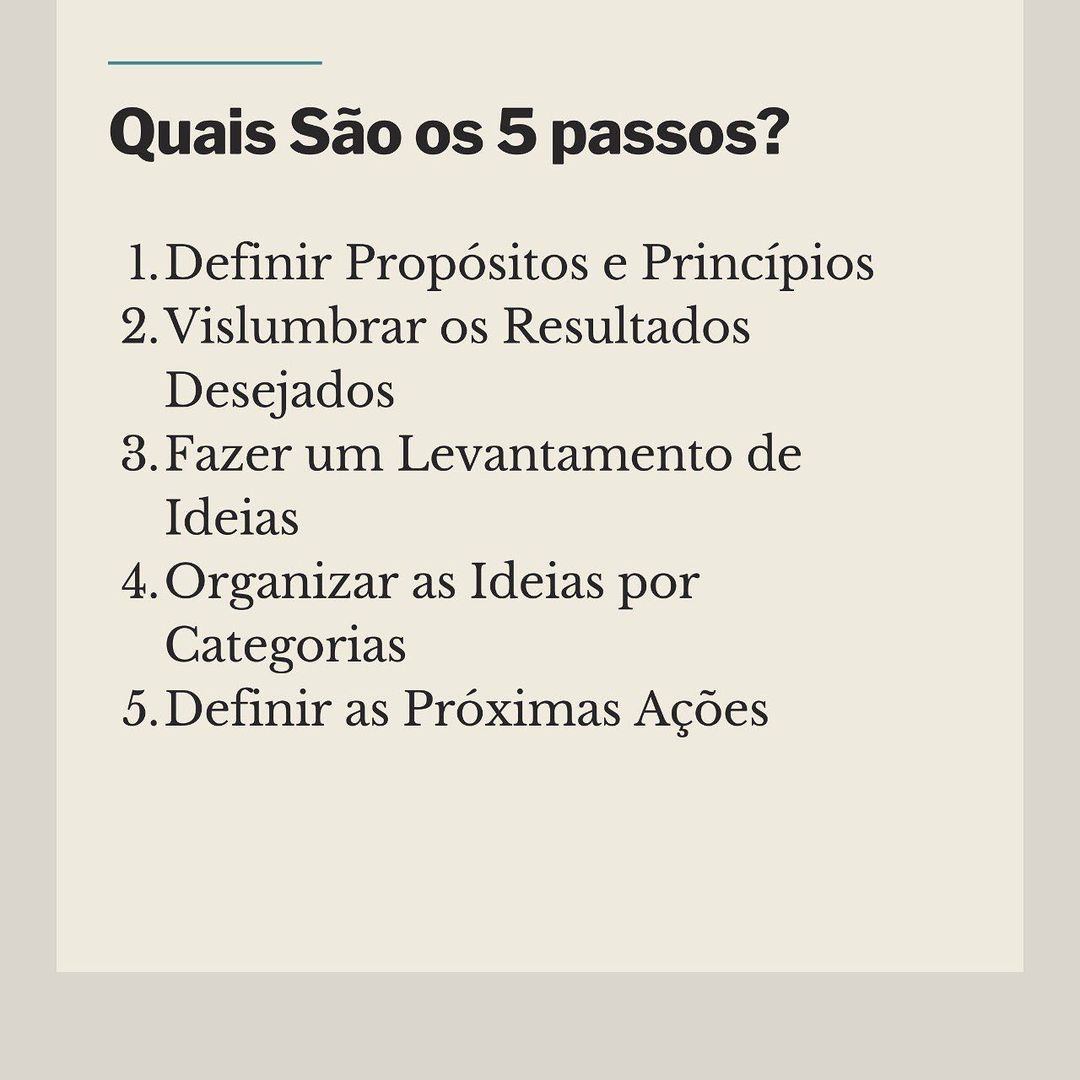 Quais São os 5 passos?
1. Definir Propósitos e Princípios
2. Vislumbrar os Resultados
Desejados
3. Fazer um Levantamento de
Ideias
4. Organizar as Ideias por
Categorias
5. Definir as Próximas Ações